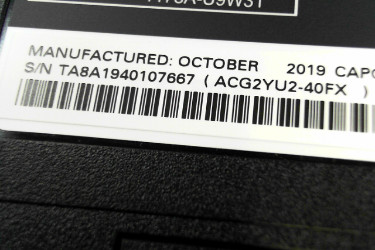 MANUFACTURED: OCTOBER 2019
S/N TA8A1940107667 ( ACG2YU2-40FX )